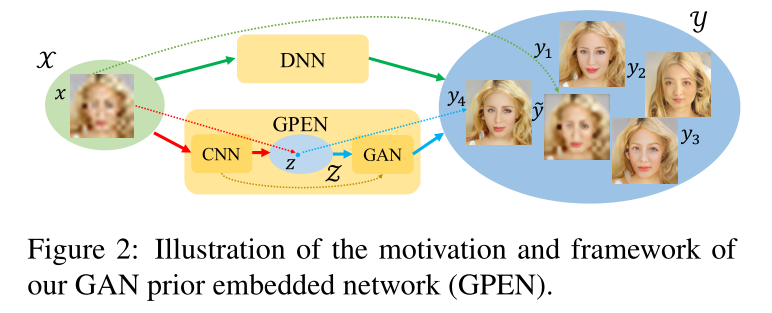 𝒳
x
DNN
GPEN
CNN
z
𝒵
GAN
𝒴
y₁
y₂
y₃
y₄
ỹ
Figure 2: Illustration of the motivation and framework of
our GAN prior embedded network (GPEN).